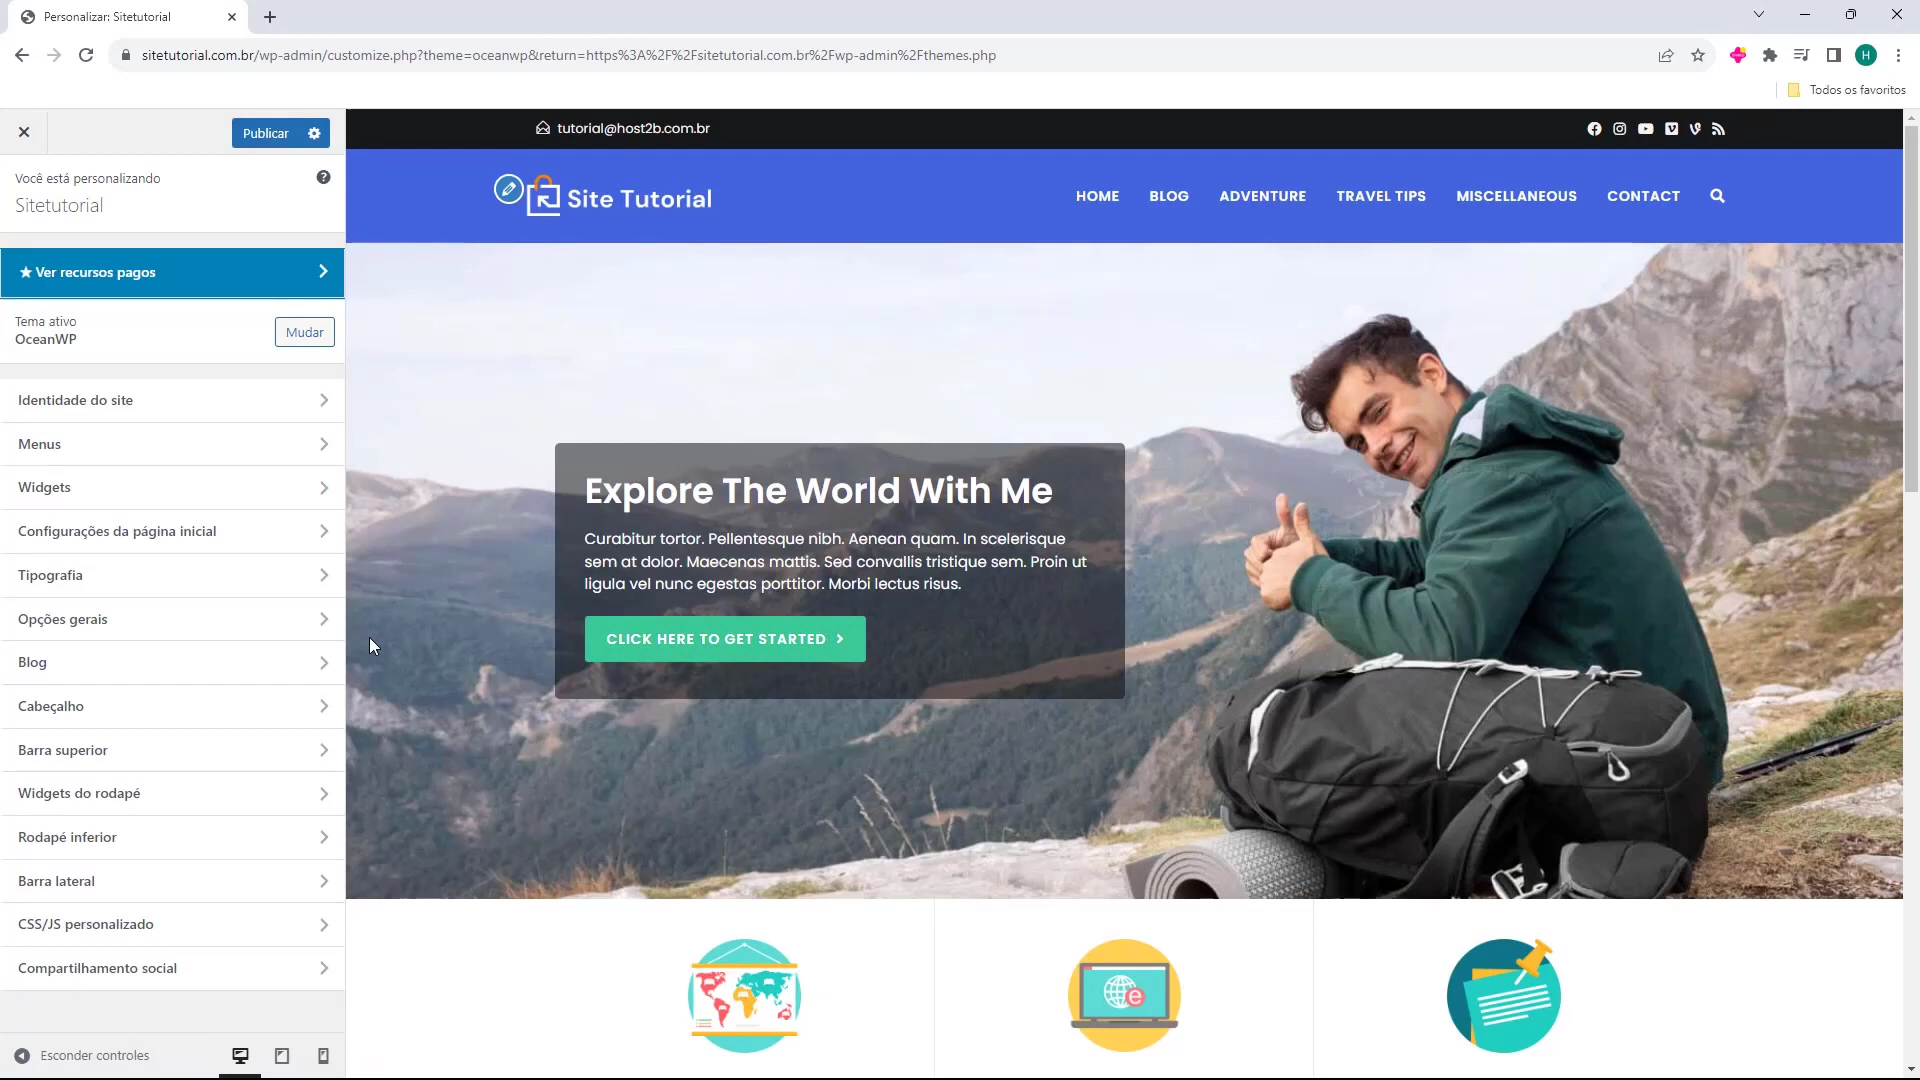 Personalizar: Sitetutorial
sitetutorial.com.br/wp-admin/customize.php?theme=oceanwp&return=https%3A%2F%2Fsitetutorial.com.br%2Fwp-admin%2Fthemes.php
H
Todos os favoritos
Publicar
Você está personalizando
Sitetutorial
Ver recursos pagos
Tema ativo
OceanWP
Mudar
Identidade do site
Menus
Widgets
Configurações da página inicial
Tipografia
Opções gerais
Blog
Cabeçalho
Barra superior
Widgets do rodapé
Rodapé inferior
Barra lateral
CSS/JS personalizado
Compartilhamento social
Esconder controles
tutorial@host2b.com.br
Site Tutorial
HOME BLOG ADVENTURE TRAVEL TIPS MISCELLANEOUS CONTACT
Explore The World With Me
Curabitur tortor. Pellentesque nibh. Aenean quam. In scelerisque
sem at dolor. Maecenas mattis. Sed convallis tristique sem. Proin ut
ligula vel nunc egestas porttitor. Morbi lectus risus.
CLICK HERE TO GET STARTED
e